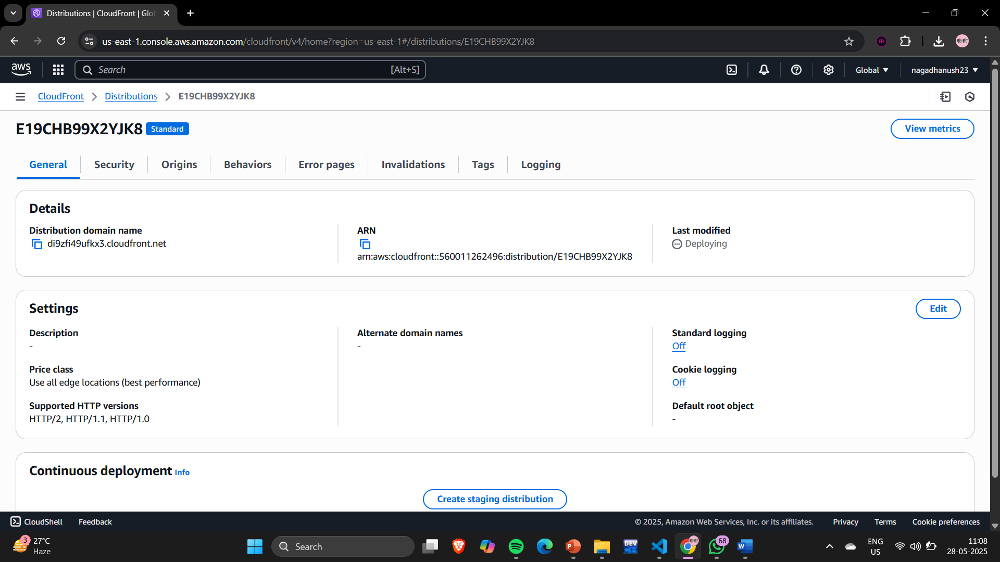 Distributions | CloudFront | Glob
us-east-1.console.aws.amazon.com/cloudfront/v4/home?region=us-east-1#/distributions/E19CHB99X2YJK8
BR
aws
Search
[Alt+S]
Global
nagadhanush23
CloudFront
Distributions
E19CHB99X2YJK8
E19CHB99X2YJK8 Standard
View metrics
General
Security
Origins
Behaviors
Error pages
Invalidations
Tags
Logging
Details
Distribution domain name
di9zfi49ufkx3.cloudfront.net
ARN
arn:aws:cloudfront::560011262496:distribution/E19CHB99X2YJK8
Last modified
Deploying
Settings
Edit
Description
-
Price class
Use all edge locations (best performance)
Supported HTTP versions
HTTP/2, HTTP/1.1, HTTP/1.0
Alternate domain names
-
Standard logging
Off
Cookie logging
Off
Default root object
-
Continuous deployment Info
Create staging distribution
CloudShell
Feedback
© 2025, Amazon Web Services, Inc. or its affiliates.
Privacy
Terms
Cookie preferences
3
27°C
Haze
Search
P
DEV
68
W
ENG
US
11:08
28-05-2025